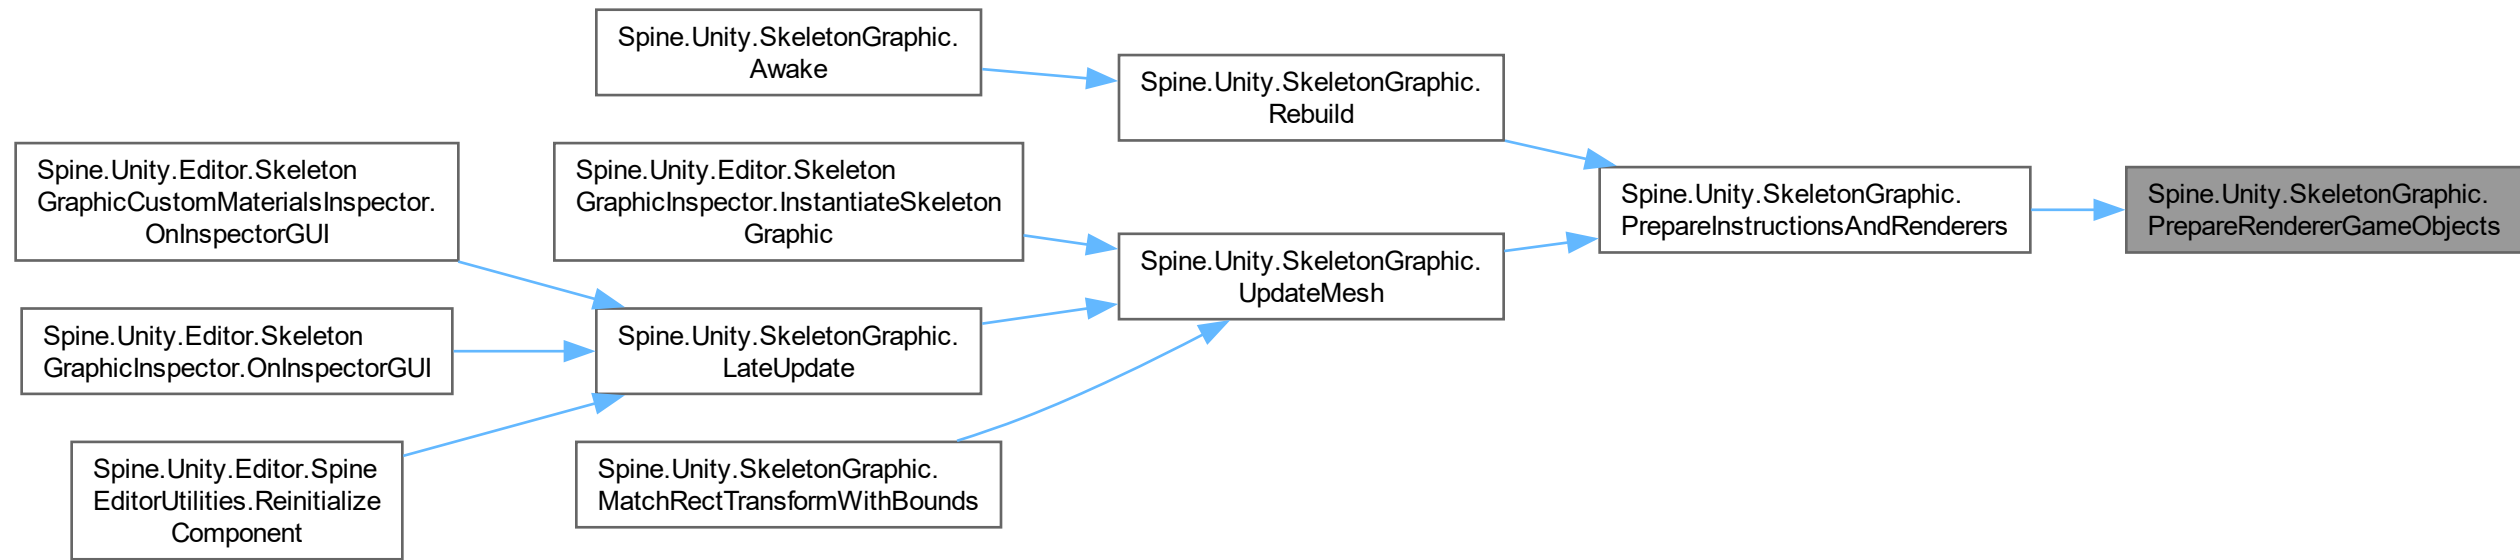 Spine.Unity.SkeletonGraphic.
Awake
Spine.Unity.SkeletonGraphic.
Rebuild
Spine.Unity.Editor.Skeleton
GraphicCustomMaterialsInspector.
OnInspectorGUI
Spine.Unity.Editor.Skeleton
GraphicInspector.InstantiateSkeleton
Graphic
Spine.Unity.SkeletonGraphic.
PrepareInstructionsAndRenderers
Spine.Unity.SkeletonGraphic.
PrepareRendererGameObjects
Spine.Unity.SkeletonGraphic.
UpdateMesh
Spine.Unity.Editor.Skeleton
GraphicInspector.OnInspectorGUI
Spine.Unity.SkeletonGraphic.
LateUpdate
Spine.Unity.Editor.Spine
EditorUtilities.Reinitialize
Component
Spine.Unity.SkeletonGraphic.
MatchRectTransformWithBounds